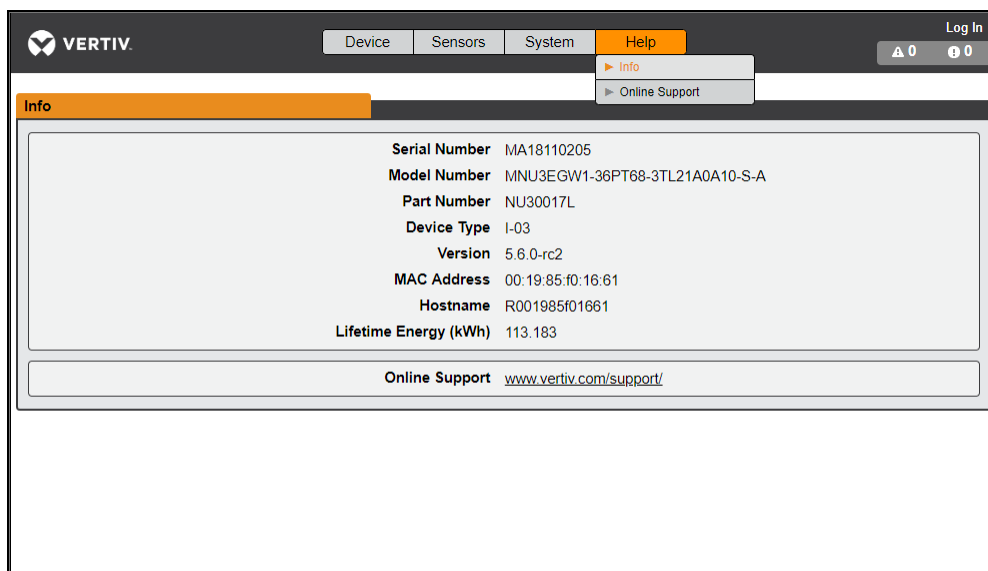 VERTIV.
Device Sensors System Help
Log In
0 0
Info
Online Support
Info
Serial Number MA18110205
Model Number MNU3EGW1-36PT68-3TL21A0A10-S-A
Part Number NU30017L
Device Type I-03
Version 5.6.0-rc2
MAC Address 00:19:85:f0:16:61
Hostname R001985f01661
Lifetime Energy (kWh) 113.183
Online Support www.vertiv.com/support/